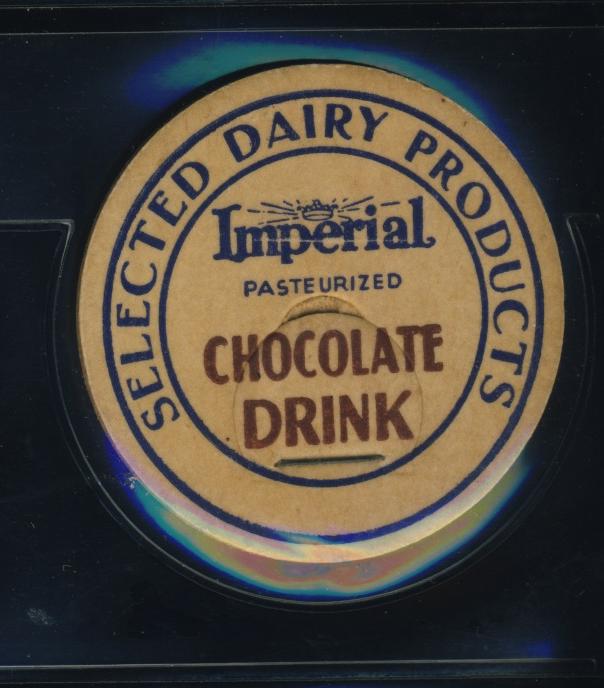 SELECTED DAIRY PRODUCTS
Imperial
PASTEURIZED
CHOCOLATE
DRINK